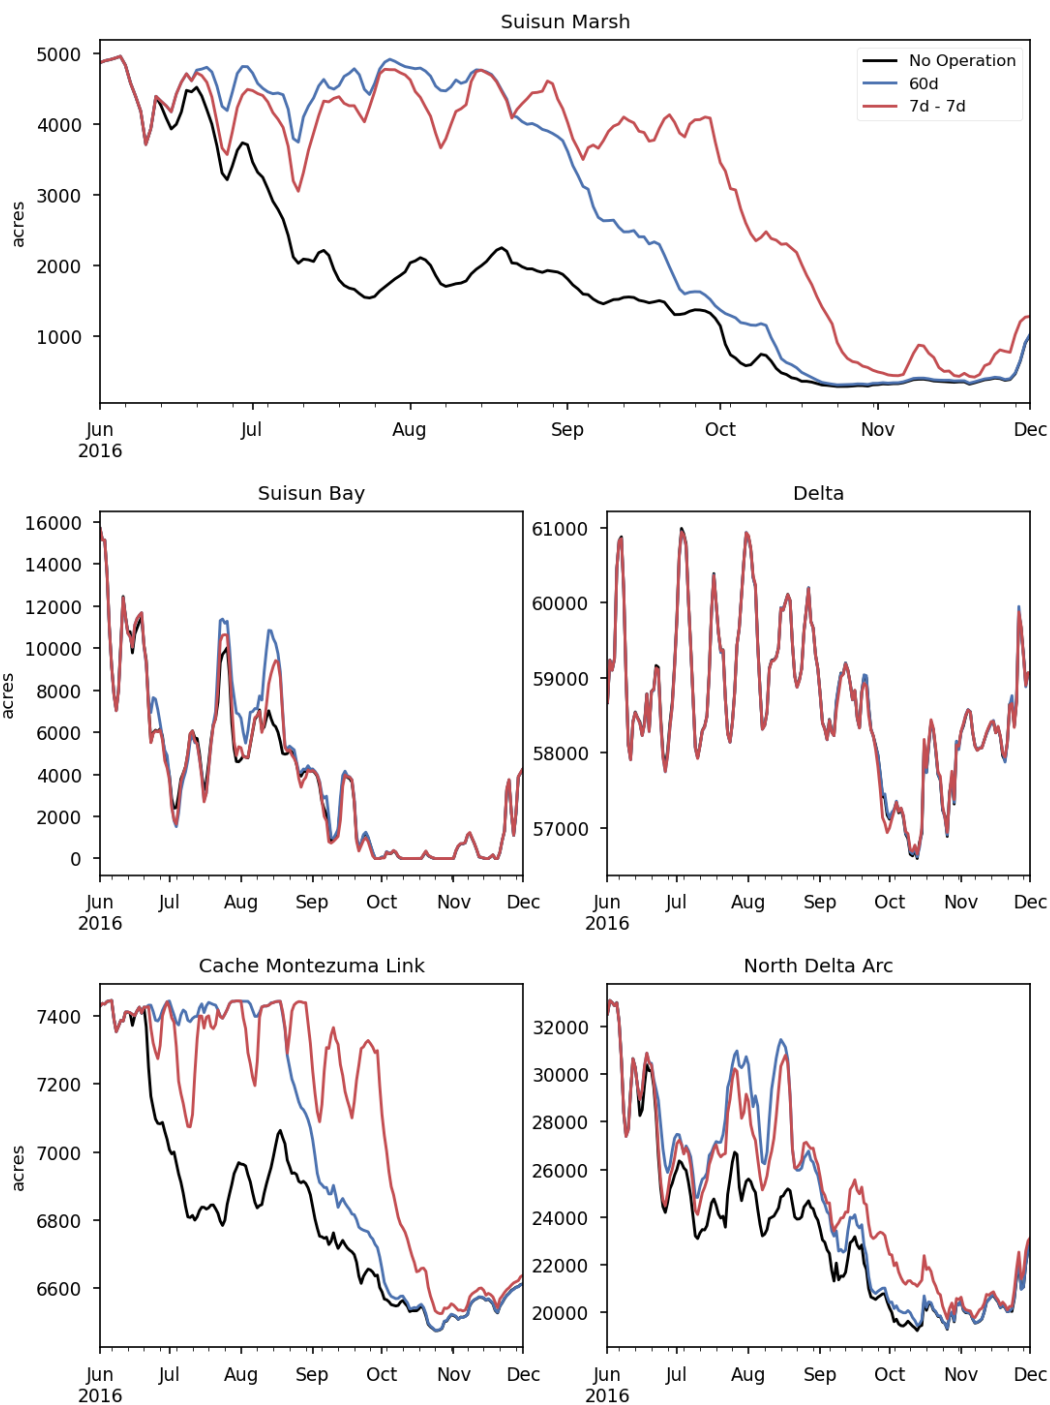 Suisun Marsh
5000
4000
3000
2000
1000
acres
No Operation
60d
7d - 7d
Jun Jul Aug Sep Oct Nov Dec
2016
Suisun Bay
16000
14000
12000
10000
8000
6000
4000
2000
0
acres
Jun Jul Aug Sep Oct Nov Dec
2016
Delta
61000
60000
59000
58000
57000
Jun Jul Aug Sep Oct Nov Dec
2016
Cache Montezuma Link
7400
7200
7000
6800
6600
acres
Jun Jul Aug Sep Oct Nov Dec
2016
North Delta Arc
32000
30000
28000
26000
24000
22000
20000
Jun Jul Aug Sep Oct Nov Dec
2016